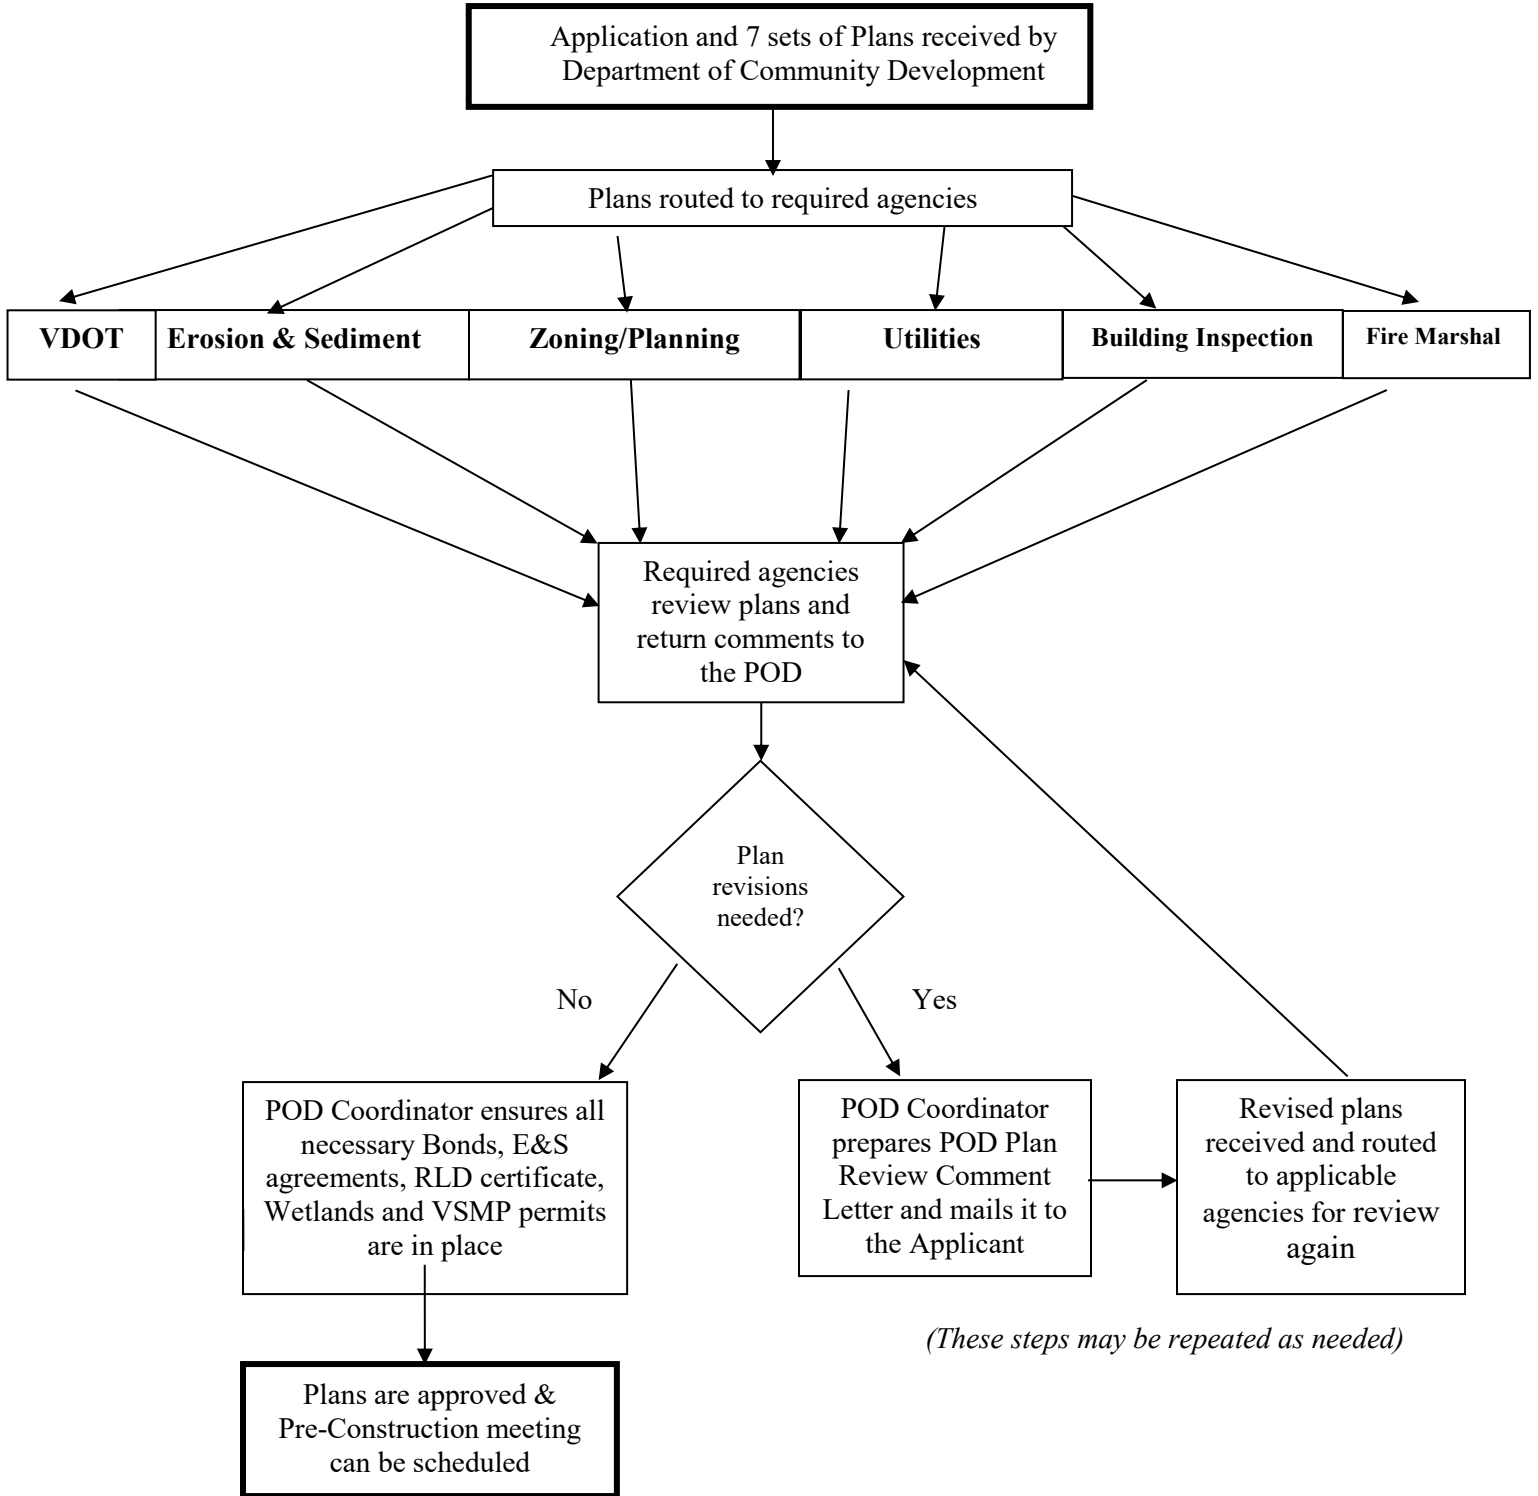 Application and 7 sets of Plans received by
Department of Community Development
Plans routed to required agencies
VDOT
Erosion & Sediment
Zoning/Planning
Utilities
Building Inspection
Fire Marshal
Required agencies
review plans and
return comments to
the POD
Plan
revisions
needed?
No
Yes
POD Coordinator ensures all
necessary Bonds, E&S
agreements, RLD certificate,
Wetlands and VSMP permits
are in place
POD Coordinator
prepares POD Plan
Review Comment
Letter and mails it to
the Applicant
Revised plans
received and routed
to applicable
agencies for review
again
(These steps may be repeated as needed)
Plans are approved &
Pre-Construction meeting
can be scheduled